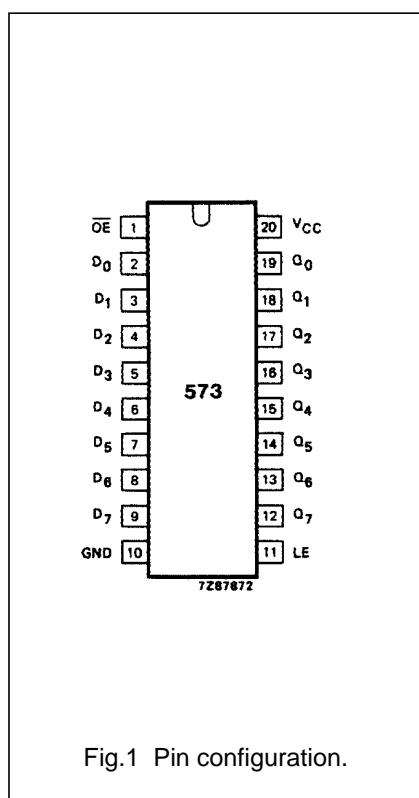 OE 1 20 VCC
D0 2 19 Q0
D1 3 18 Q1
D2 4 17 Q2
D3 5 16 Q3
573
D4 6 15 Q4
D5 7 14 Q5
D6 8 13 Q6
D7 9 12 Q7
GND 10 11 LE
7Z87872
Fig.1 Pin configuration.